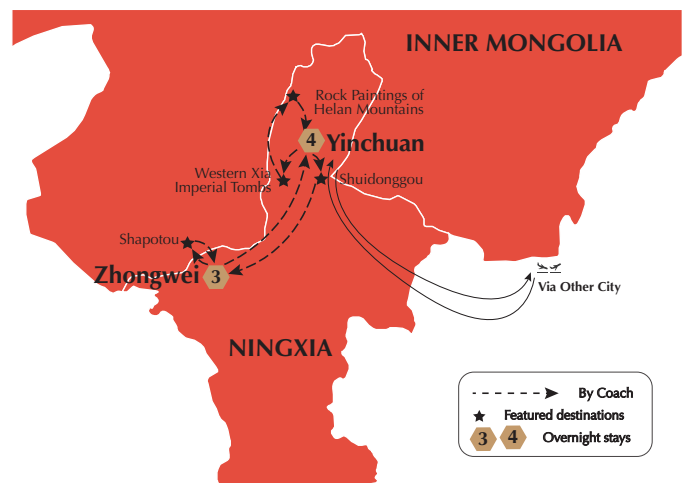 INNER MONGOLIA
Rock Paintings of
Helan Mountains
4
Yinchuan
Western Xia
Imperial Tombs
Shuidonggou
Shapotou
Zhongwei
3
Via Other City
NINGXIA
By Coach
Featured destinations
3 4 Overnight stays